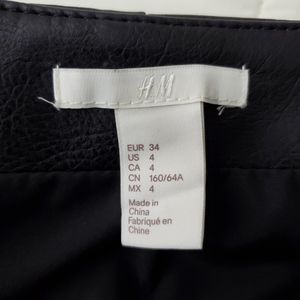 H&M
EUR 34
US 4
CA 4
CN 160/64A
MX 4
Made in
China
Fabriqué en
Chine